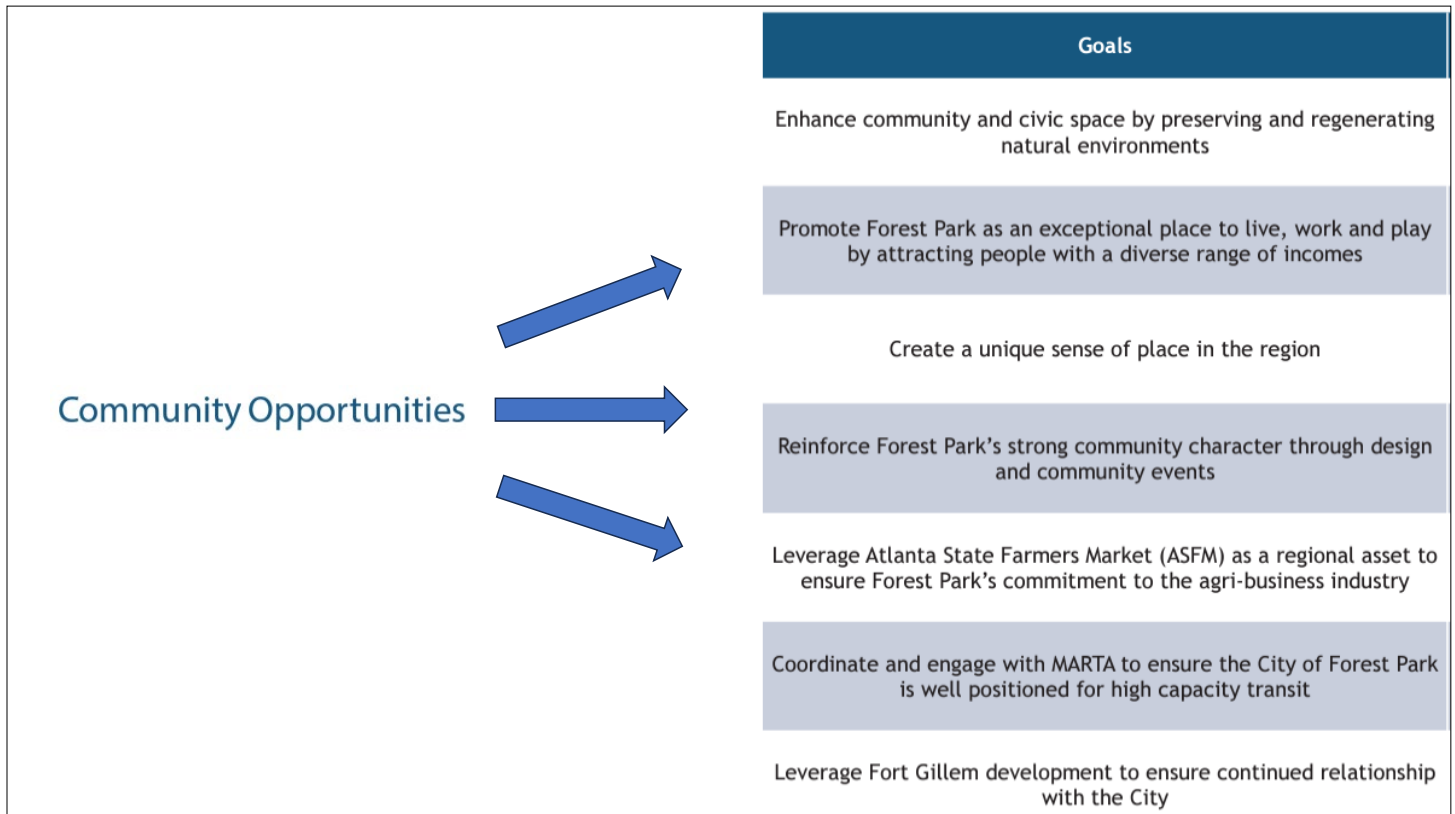 Goals
Enhance community and civic space by preserving and regenerating
natural environments
Promote Forest Park as an exceptional place to live, work and play
by attracting people with a diverse range of incomes
Create a unique sense of place in the region
Community Opportunities
Reinforce Forest Park’s strong community character through design
and community events
Leverage Atlanta State Farmers Market (ASFM) as a regional asset to
ensure Forest Park’s commitment to the agri-business industry
Coordinate and engage with MARTA to ensure the City of Forest Park
is well positioned for high capacity transit
Leverage Fort Gillem development to ensure continued relationship
with the City